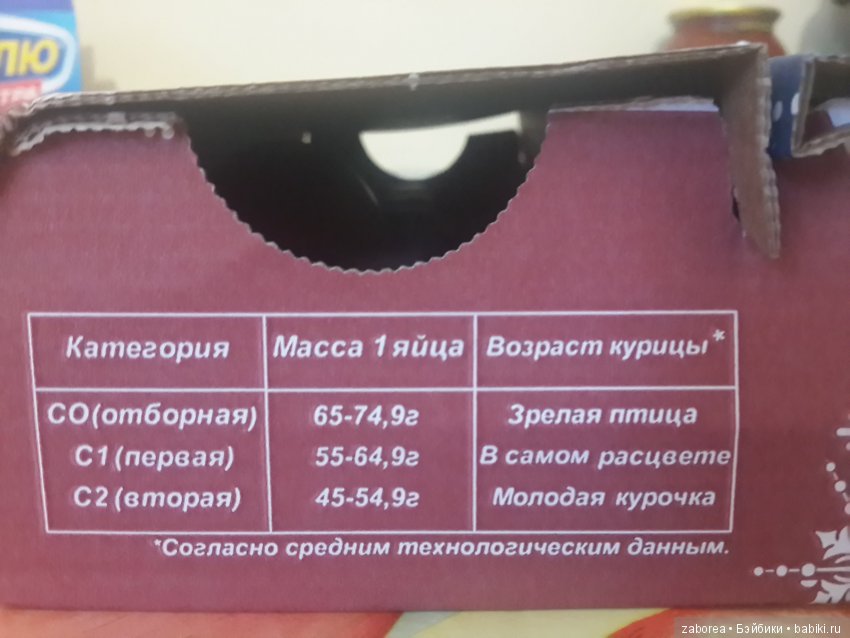 ЛЮ
Категория Масса 1 яйца Возраст курицы*
СО(отборная) 65-74,9г Зрелая птица
С1(первая) 55-64,9г В самом расцвете
С2(вторая) 45-54,9г Молодая курочка
*Согласно средним технологическим данным.
zaborea • Бэйбики • babiki.ru